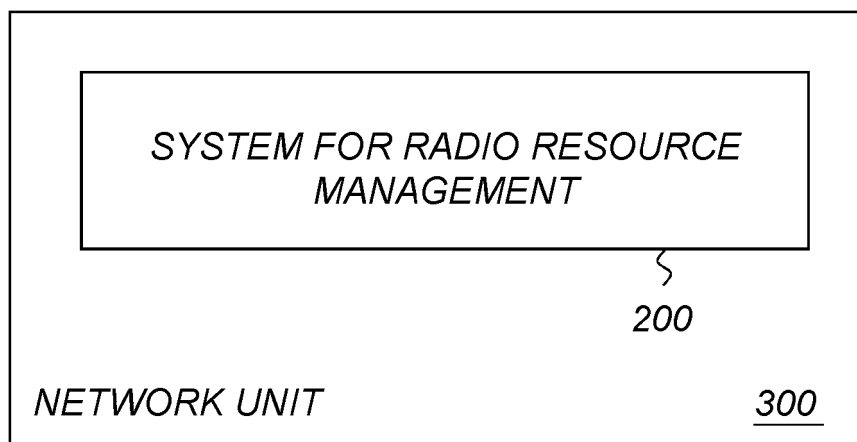 SYSTEM FOR RADIO RESOURCE
MANAGEMENT
200
NETWORK UNIT 300